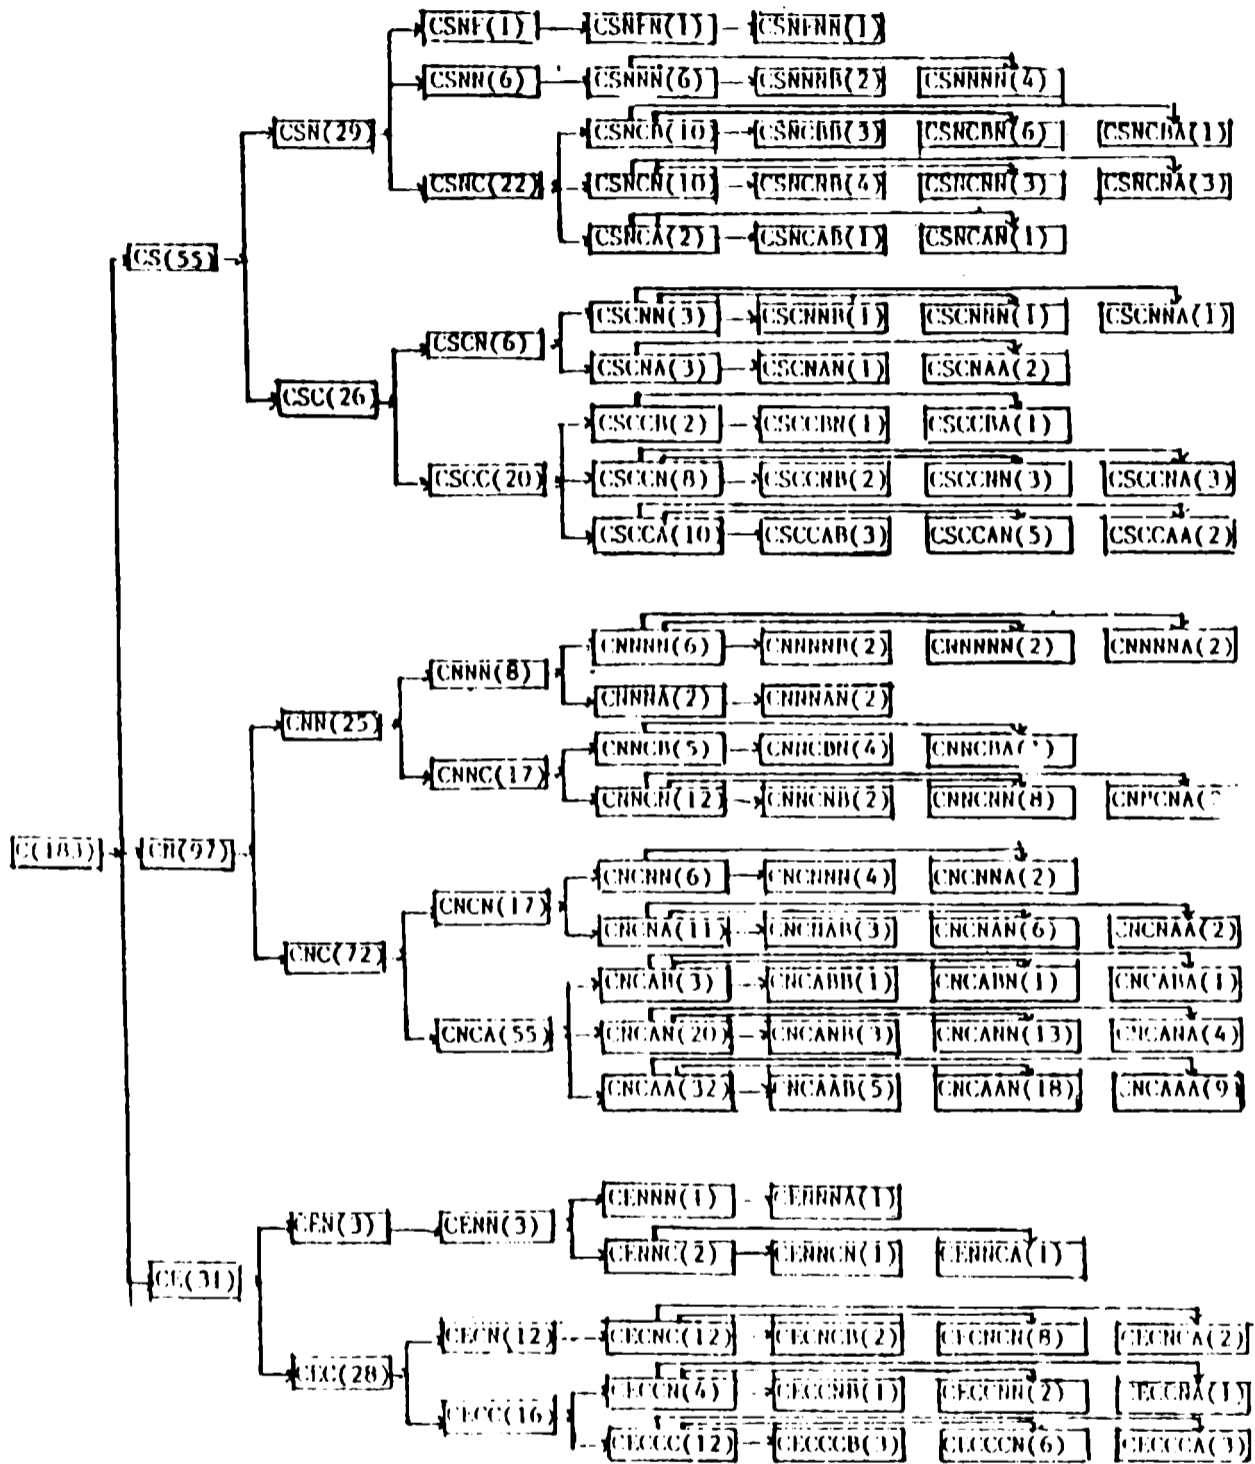 CSNF(1) CSNFN(1) CSNFNN(1)
CSNN(6) CSNNN(6) CSNNNB(2) CSNNNN(4)
CSN(29) CSNCB(10) CSNCBB(3) CSNCBN(6) CSNCBA(1)
CSNC(22) CSNCN(10) CSNCNB(4) CSNCNN(3) CSNCNA(3)
CSNCA(2) CSNCAB(1) CSNCAN(1)
CS(55)
CSCNN(3) CSCNNB(1) CSCNNN(1) CSCNNA(1)
CSCN(6)
CSCNA(3) CSCNAN(1) CSCNAA(2)
CSC(26
CSCCB(2) CSCCBN(1) CSCCBA(1)
CSCC(20) CSCCN(8) CSCCNB(2) CSCCNN(3) CSCCNA(3)
CSCCA(10) CSCCAB(3) CSCCAN(5) CSCCAA(2)
CNNNN(6) CNNNNB(2) CNNNNN(2) CNNNNA(2)
CNNN(8)
CNNNA(2) CNNNAN(2)
CNN(25)
CNNCB(5) CNNCBN(4) CNNCBA(
CNNC(17)
CNNCN(12) CNNCNB(2) CNNCNN(8) CNNCNA(
C(183) CN(97)
CNCNN(6) CNCNNN(4) CNCNNA(2)
CNCN(17)
CNCNA(11) CNCNAB(3) CNCNAN(6) CNCNAA(2)
CNC(72)
CNCAB(3) CNCABB(1) CNCABN(1) CNCABA(1)
CNCA(55) CNCAN(20) CNCANB(3) CNCANN(13) CNCANA(4)
CNCAA(32) CNCAAB(5) CNCAAN(18) CNCAAA(9)
CENNN(1) CENNNA(1)
CEN(3) CENN(3)
CENNC(2) CENNCN(1) CENNCA(1)
CE(31)
CECN(12) CECNC(12) CECNCB(2) CECNCN(8) CECNCA(2)
CEC(28)
CECCN(4) CECCNB(1) CECCNN(2) CECCNA(1)
CECC(16)
CECCC(12) CECCCB(3) CECCCN(6) CECCCA(3)